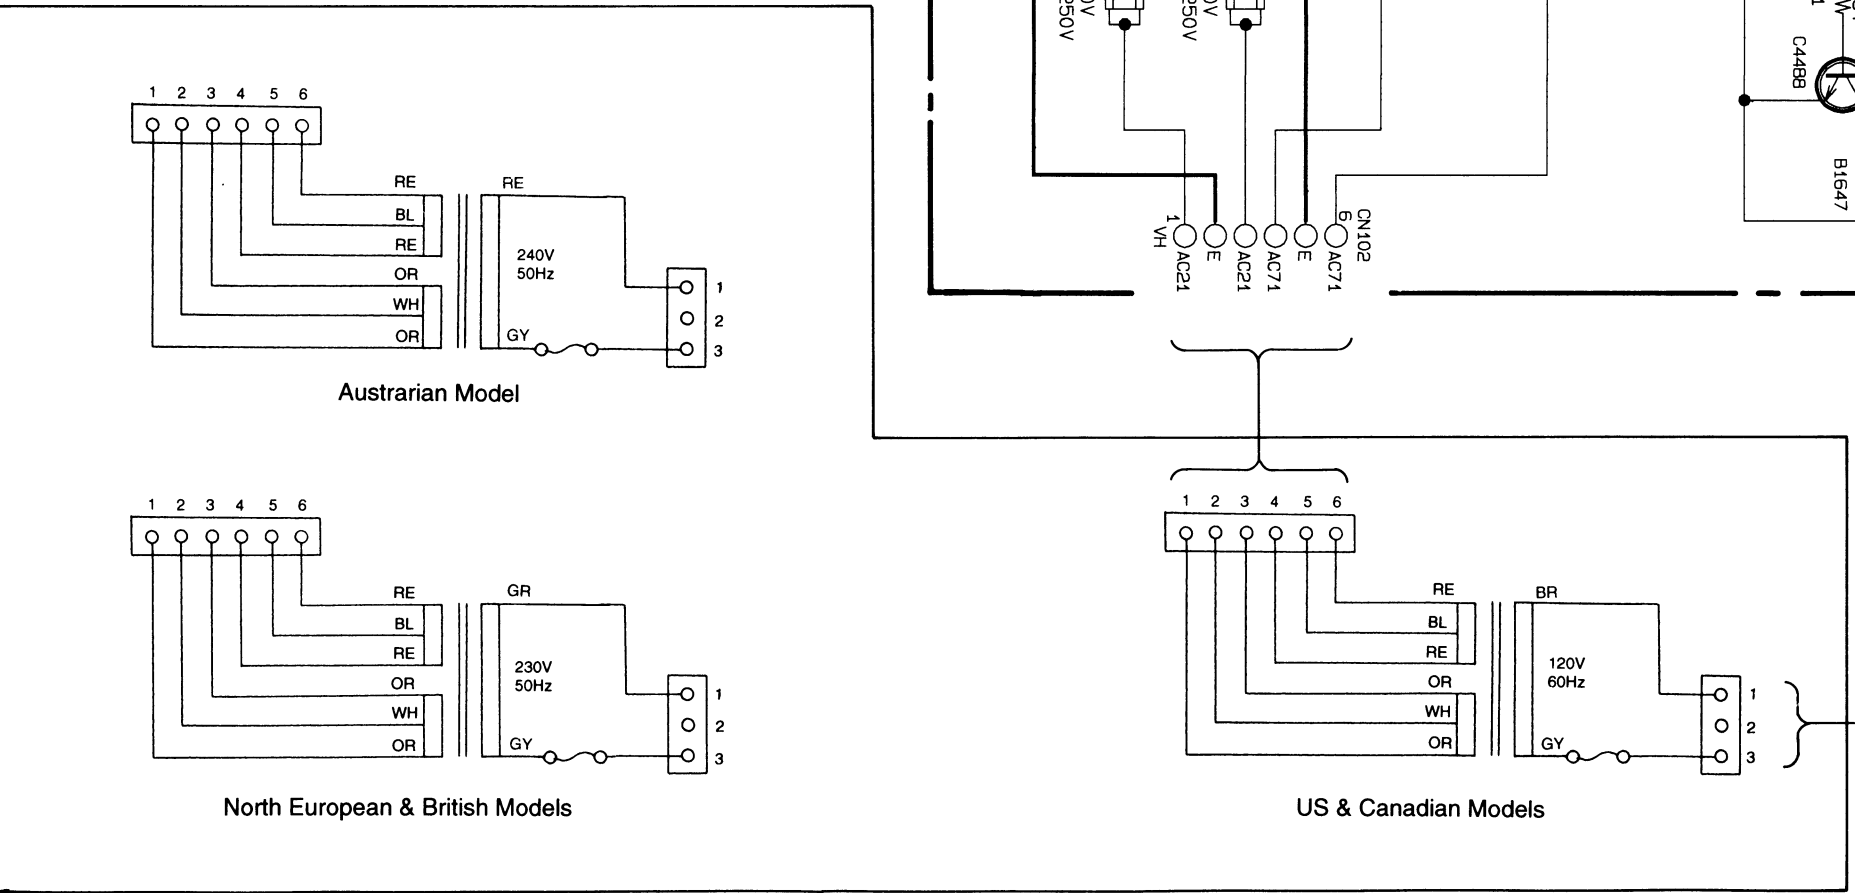 1 2 3 4 5 6
RE
BL
RE
OR
WH
OR
RE
240V
50Hz
GY
1
2
3
Austrarian Model
1 2 3 4 5 6
RE
BL
RE
OR
WH
OR
GR
230V
50Hz
GY
1
2
3
North European & British Models
250V
250V
C4488
B1647
1
VH
6
CN102
AC21
E
AC21
AC71
E
AC71
1 2 3 4 5 6
RE
BL
RE
OR
WH
OR
BR
120V
60Hz
GY
1
2
3
US & Canadian Models